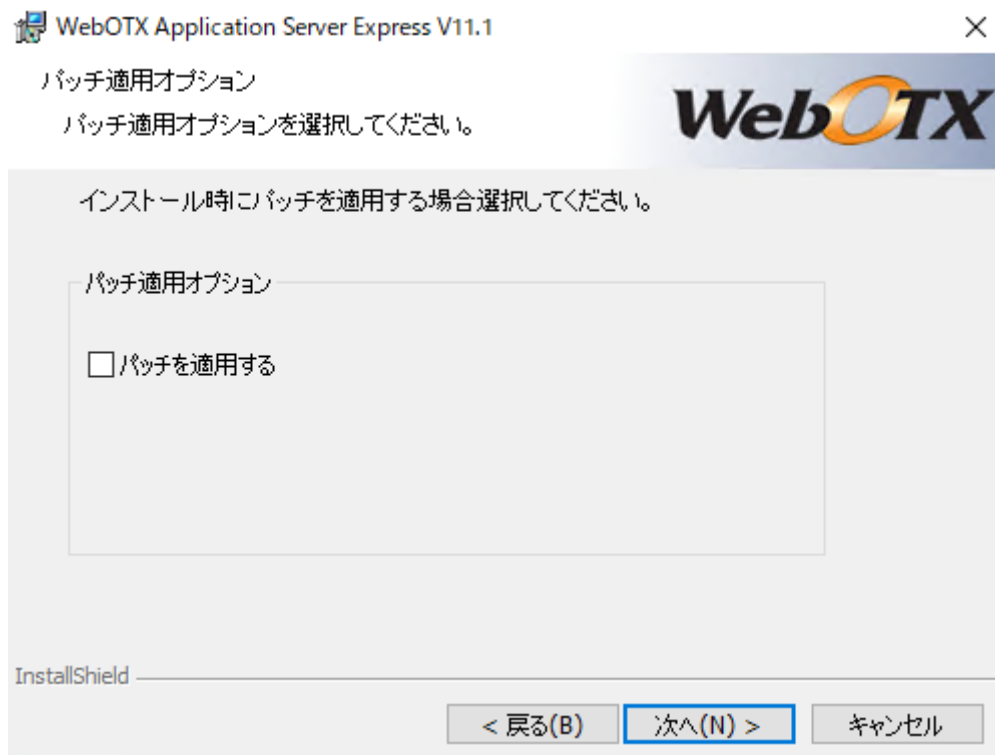 WebOTX Application Server Express V11.1
パッチ適用オプション
パッチ適用オプションを選択してください。
WebOTX
インストール時にパッチを適用する場合選択してください。
パッチ適用オプション
パッチを適用する
InstallShield
< 戻る(B)
次へ(N) >
キャンセル